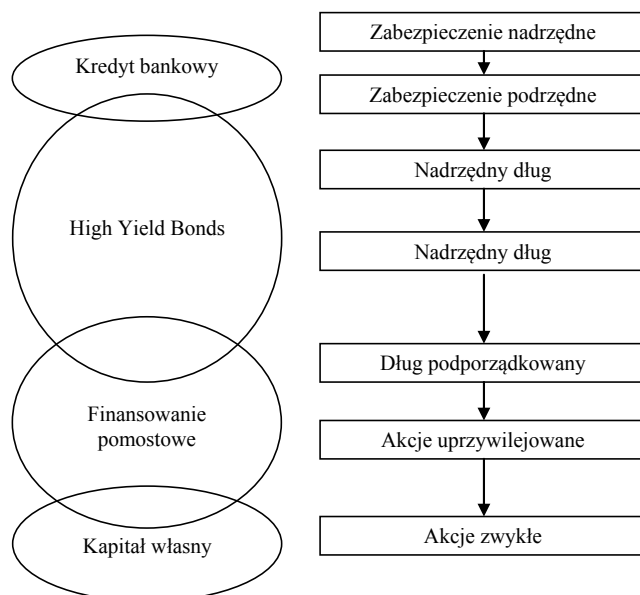 Kredyt bankowy
High Yield Bonds
Finansowanie
pomostowe
Kapitał własny
Zabezpieczenie nadrzędne
Zabezpieczenie podrzędne
Nadrzędny dług
Nadrzędny dług
Dług podporządkowany
Akcje uprzywilejowane
Akcje zwykłe